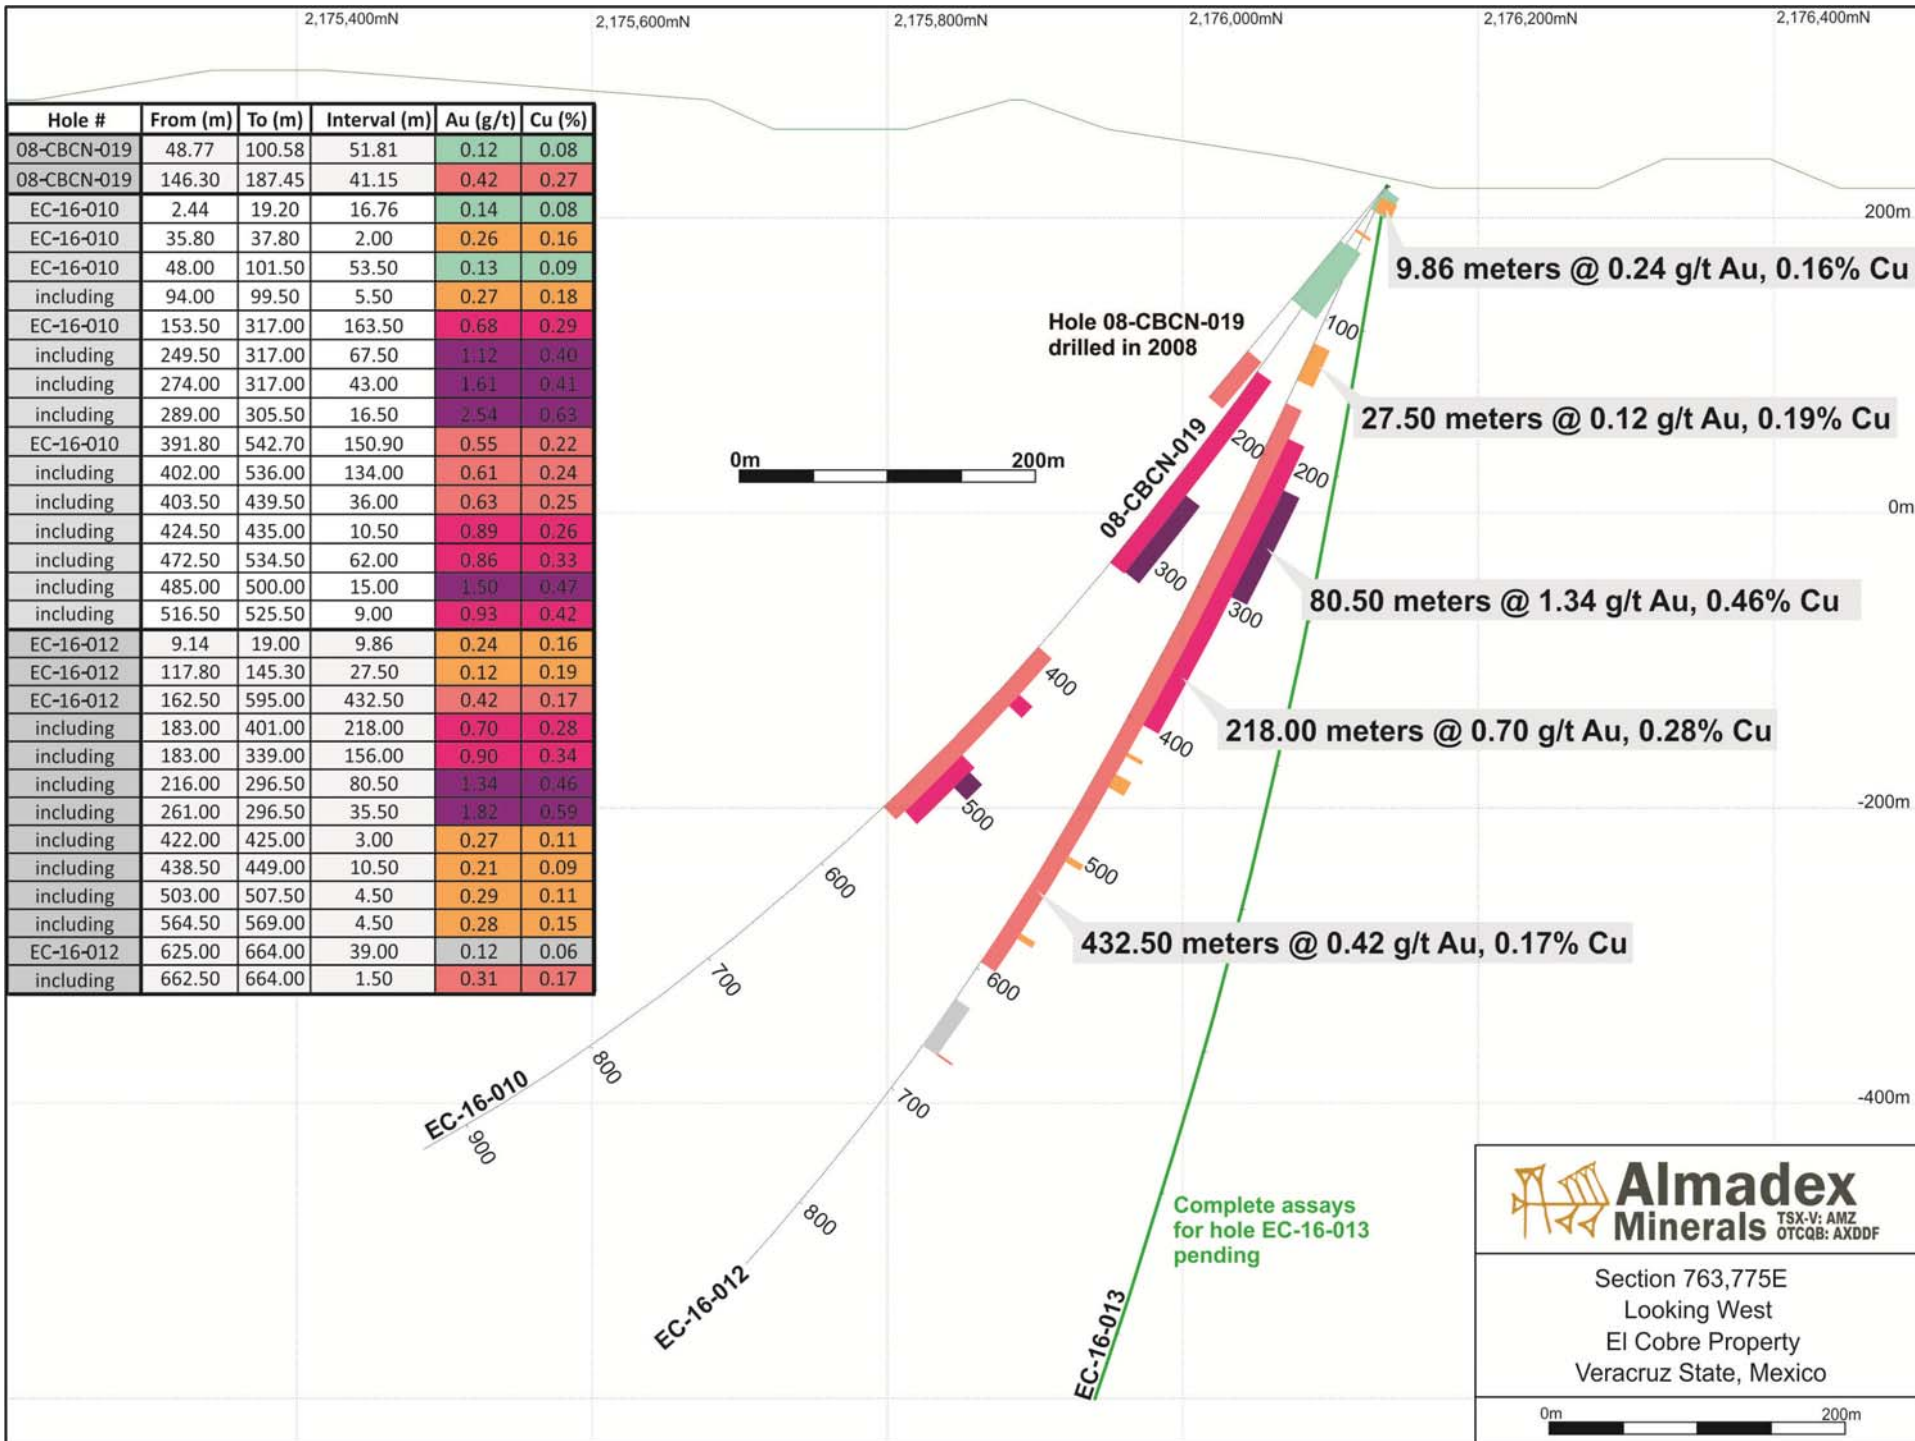 2,175,400mN 2,175,600mN 2,175,800mN 2,176,000mN 2,176,200mN 2,176,400mN
Hole # From (m) To (m) Interval (m) Au (g/t) Cu (%)
08-CBCN-019 48.77 100.58 51.81 0.12 0.08
08-CBCN-019 146.30 187.45 41.15 0.42 0.27
EC-16-010 2.44 19.20 16.76 0.14 0.08
EC-16-010 35.80 37.80 2.00 0.26 0.16
EC-16-010 48.00 101.50 53.50 0.13 0.09
including 94.00 99.50 5.50 0.27 0.18
EC-16-010 153.50 317.00 163.50 0.68 0.29
including 249.50 317.00 67.50 1.12 0.40
including 274.00 317.00 43.00 1.61 0.41
including 289.00 305.50 16.50 2.54 0.63
EC-16-010 391.80 542.70 150.90 0.55 0.22
including 402.00 536.00 134.00 0.61 0.24
including 403.50 439.50 36.00 0.63 0.25
including 424.50 435.00 10.50 0.89 0.26
including 472.50 534.50 62.00 0.86 0.33
including 485.00 500.00 15.00 1.50 0.47
including 516.50 525.50 9.00 0.93 0.42
EC-16-012 9.14 19.00 9.86 0.24 0.16
EC-16-012 117.80 145.30 27.50 0.12 0.19
EC-16-012 162.50 595.00 432.50 0.42 0.17
including 183.00 401.00 218.00 0.70 0.28
including 183.00 339.00 156.00 0.90 0.34
including 216.00 296.50 80.50 1.34 0.46
including 261.00 296.50 35.50 1.82 0.59
including 422.00 425.00 3.00 0.27 0.11
including 438.50 449.00 10.50 0.21 0.09
including 503.00 507.50 4.50 0.29 0.11
including 564.50 569.00 4.50 0.28 0.15
EC-16-012 625.00 664.00 39.00 0.12 0.06
including 662.50 664.00 1.50 0.31 0.17
200m
9.86 meters @ 0.24 g/t Au, 0.16% Cu
Hole 08-CBCN-019
drilled in 2008
100
27.50 meters @ 0.12 g/t Au, 0.19% Cu
0m 200m
08-CBCN-019
200
200
0m
300
300
80.50 meters @ 1.34 g/t Au, 0.46% Cu
400
400
218.00 meters @ 0.70 g/t Au, 0.28% Cu
-200m
500
500
600
600
432.50 meters @ 0.42 g/t Au, 0.17% Cu
700
700
800
800
900
-400m
EC-16-010
EC-16-012
EC-16-013
Complete assays
for hole EC-16-013
pending
Almadex
Minerals
TSX-V: AMZ
OTCQB: AXDDF
Section 763,775E
Looking West
El Cobre Property
Veracruz State, Mexico
0m 200m